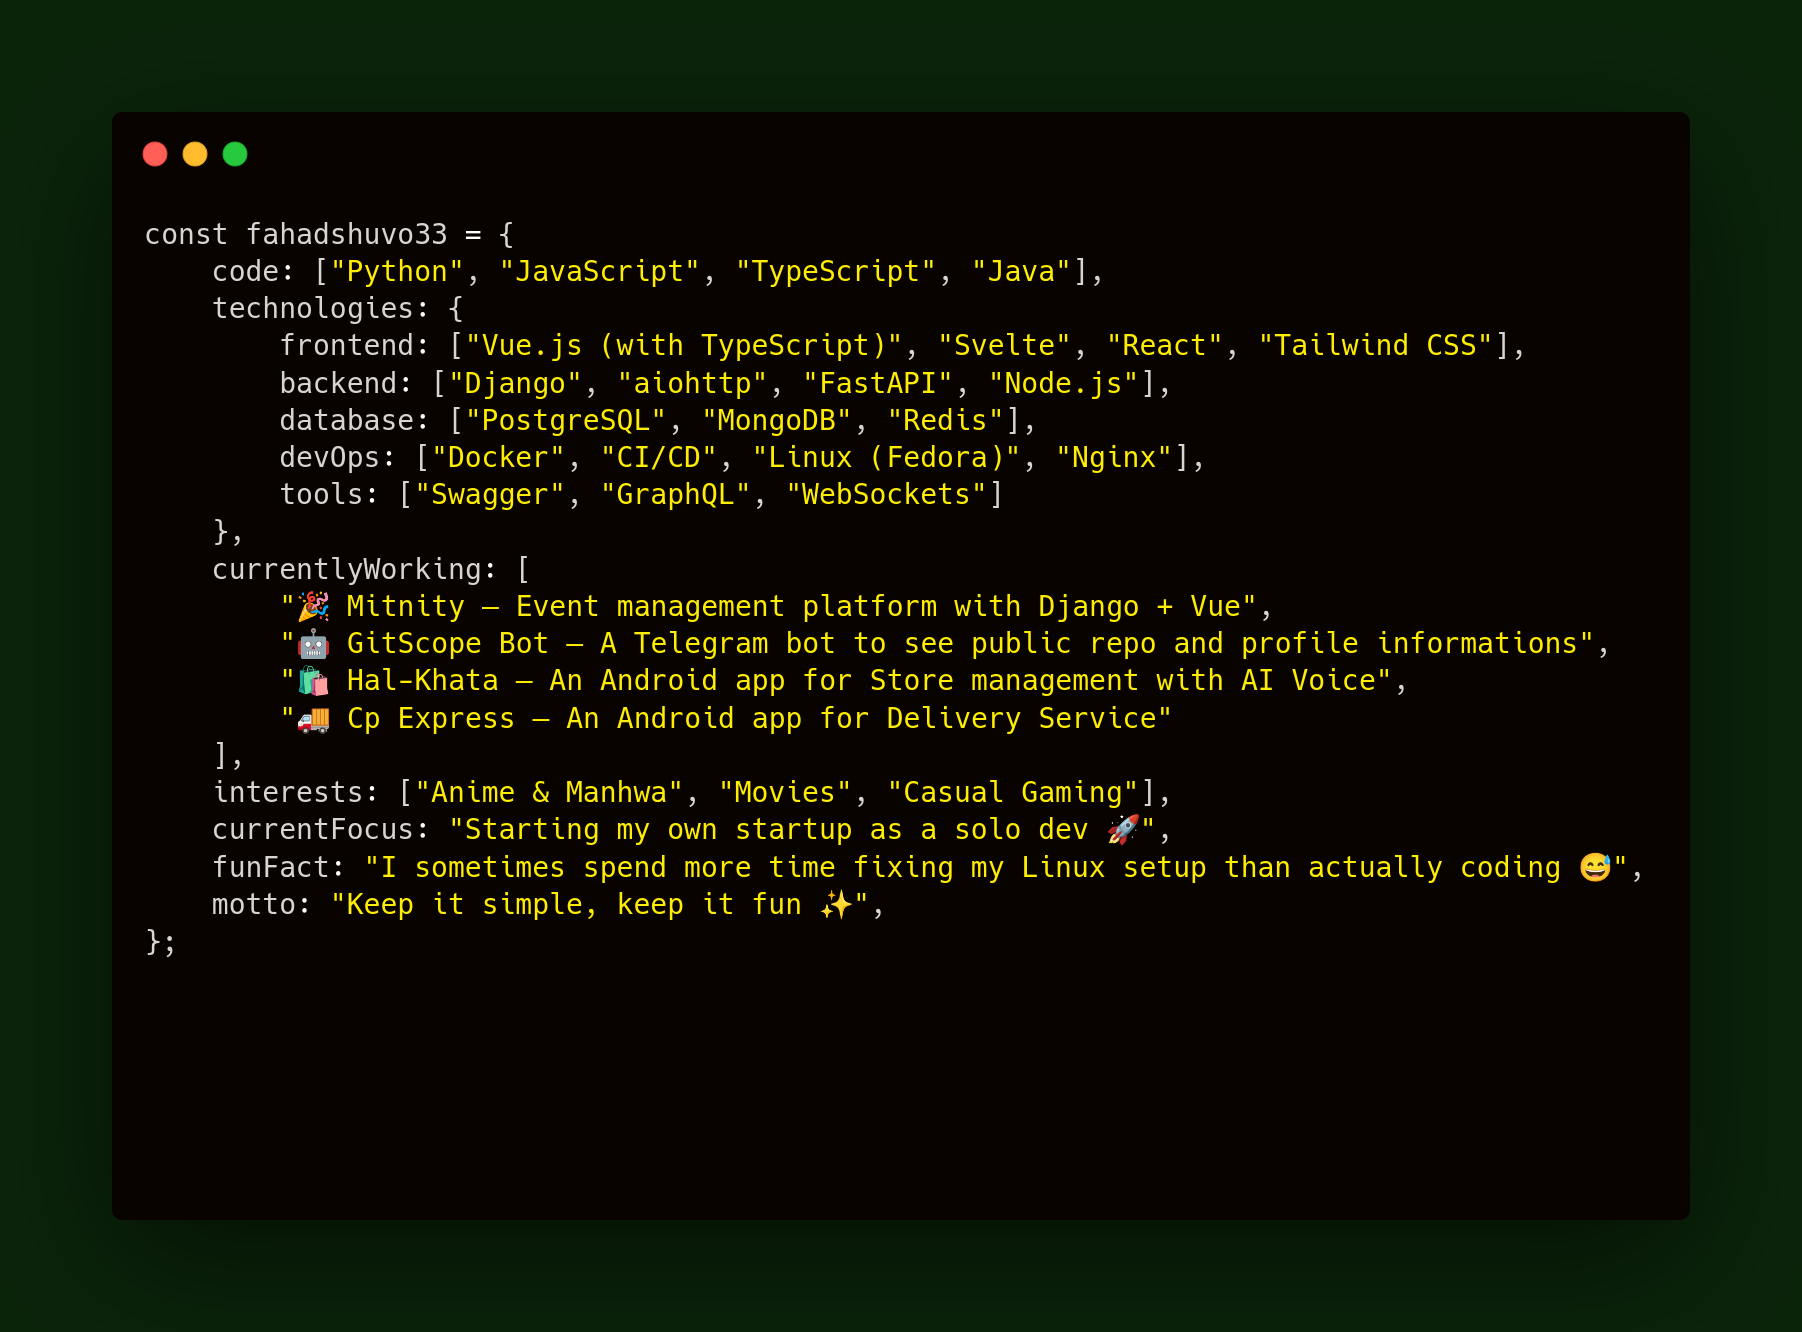 const fahadshuvo33 = {
    code: ["Python", "JavaScript", "TypeScript", "Java"],
    technologies: {
        frontend: ["Vue.js (with TypeScript)", "Svelte", "React", "Tailwind CSS"],
        backend: ["Django", "aiohttp", "FastAPI", "Node.js"],
        database: ["PostgreSQL", "MongoDB", "Redis"],
        devOps: ["Docker", "CI/CD", "Linux (Fedora)", "Nginx"],
        tools: ["Swagger", "GraphQL", "WebSockets"]
    },
    currentlyWorking: [
        "🎉 Mitnity – Event management platform with Django + Vue",
        "🤖 GitScope Bot – A Telegram bot to see public repo and profile informations",
        "🛍️ Hal-Khata – An Android app for Store management with AI Voice",
        "🚚 Cp Express – An Android app for Delivery Service"
    ],
    interests: ["Anime & Manhwa", "Movies", "Casual Gaming"],
    currentFocus: "Starting my own startup as a solo dev 🚀",
    funFact: "I sometimes spend more time fixing my Linux setup than actually coding 😅",
    motto: "Keep it simple, keep it fun ✨",
};